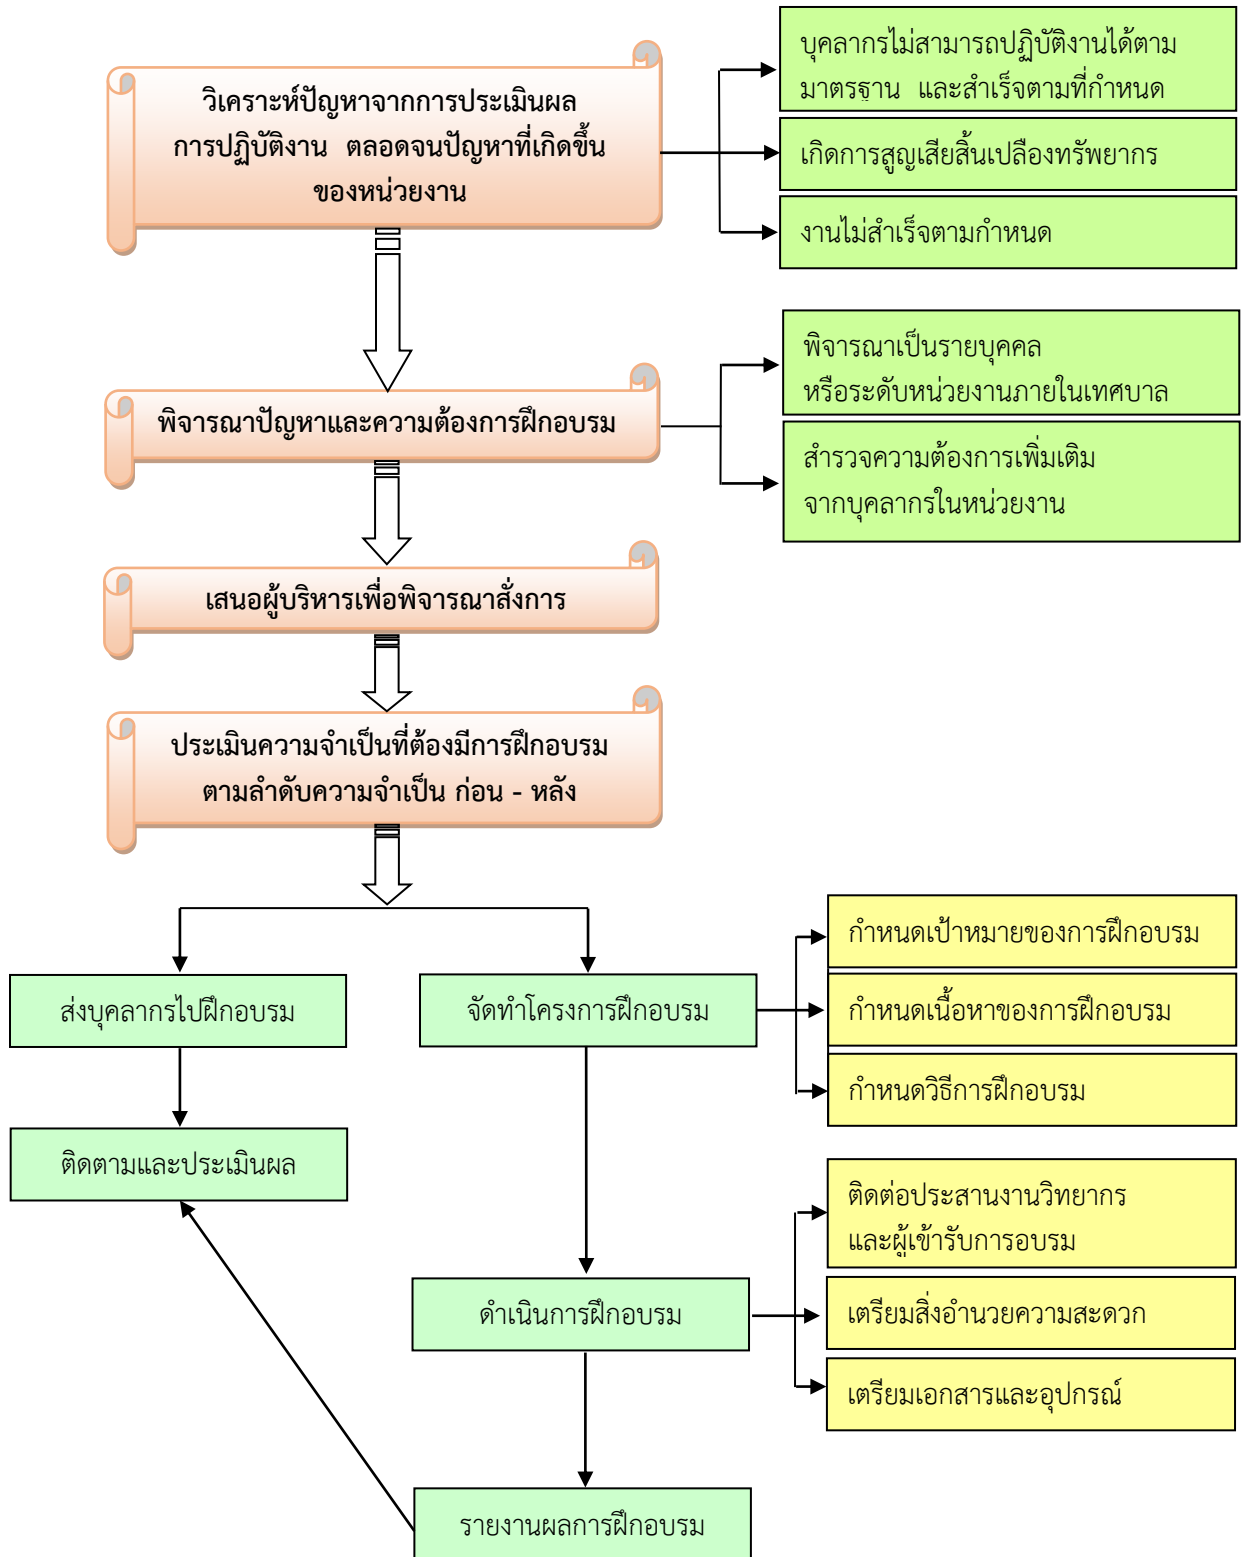 วิเคราะห์ปัญหาจากการประเมินผล
การปฏิบัติงาน ตลอดจนปัญหาที่เกิดขึ้น
ของหน่วยงาน
บุคลากรไม่สามารถปฏิบัติงานได้ตาม
มาตรฐาน และสำเร็จตามที่กำหนด
เกิดการสูญเสียสิ้นเปลืองทรัพยากร
งานไม่สำเร็จตามกำหนด
พิจารณาปัญหาและความต้องการฝึกอบรม
พิจารณาเป็นรายบุคคล
หรือระดับหน่วยงานภายในเทศบาล
สำรวจความต้องการเพิ่มเติม
จากบุคลากรในหน่วยงาน
เสนอผู้บริหารเพื่อพิจารณาสั่งการ
ประเมินความจำเป็นที่ต้องมีการฝึกอบรม
ตามลำดับความจำเป็น ก่อน - หลัง
ส่งบุคลากรไปฝึกอบรม
จัดทำโครงการฝึกอบรม
กำหนดเป้าหมายของการฝึกอบรม
กำหนดเนื้อหาของการฝึกอบรม
กำหนดวิธีการฝึกอบรม
ติดตามและประเมินผล
ติดต่อประสานงานวิทยากร
และผู้เข้ารับการอบรม
ดำเนินการฝึกอบรม
เตรียมสิ่งอำนวยความสะดวก
เตรียมเอกสารและอุปกรณ์
รายงานผลการฝึกอบรม